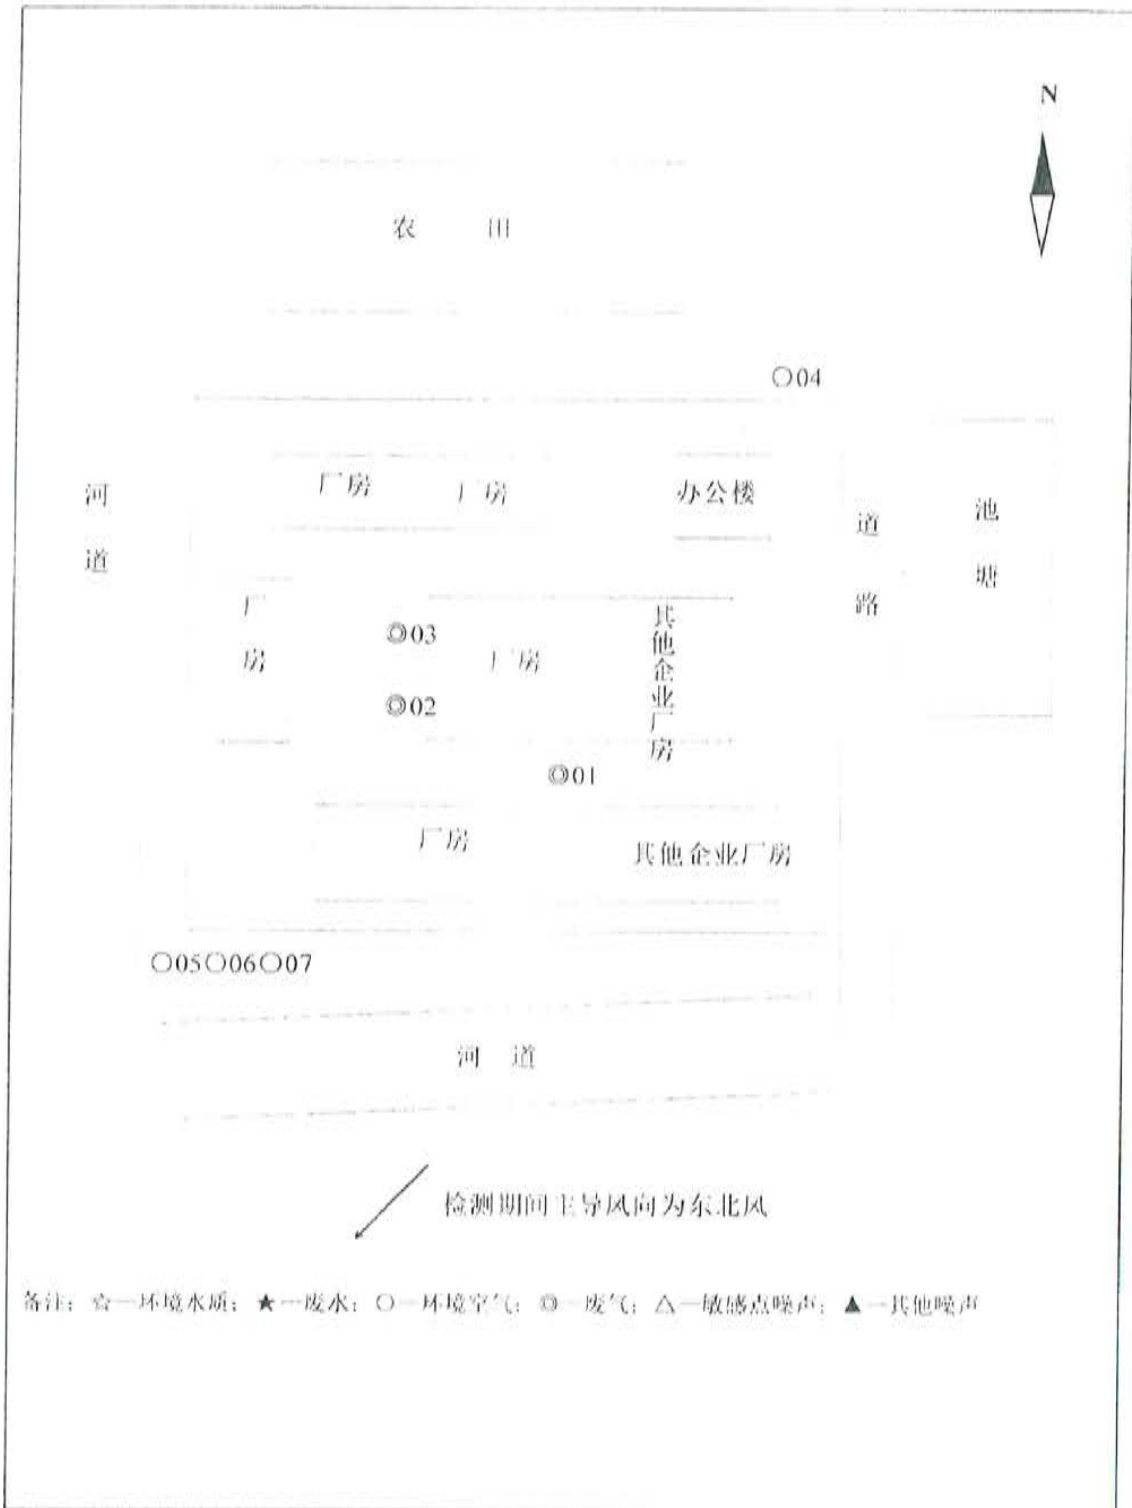 N
农 田
○04
厂房 厂房 办公楼
河道
道路
池塘
厂房
◎03
厂房
其他企业厂房
◎02
◎01
厂房
其他企业厂房
○05○06○07
河 道
检测期间主导风向为东北风
备注：☆—环境水质；★—废水；○—环境空气；◎—废气；△—敏感点噪声；▲—其他噪声